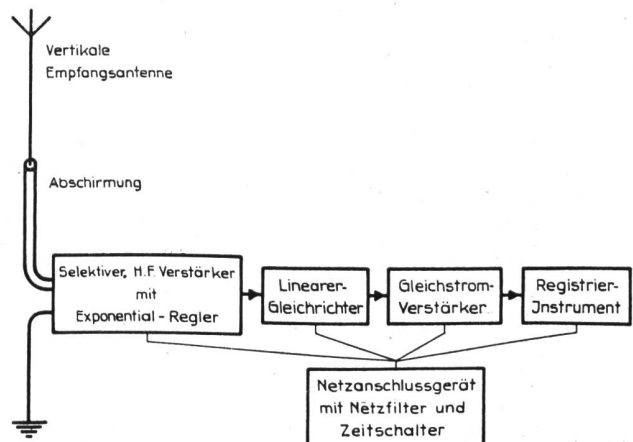 Vertikale
Empfangsantenne
Abschirmung
Selektiver, H.F. Verstärker
mit
Exponential-Regler
Linearer-
Gleichrichter
Gleichstrom-
Verstärker
Registrier-
Jnstrument
Netzanschlussgerät
mit Netzfilter und
Zeitschalter